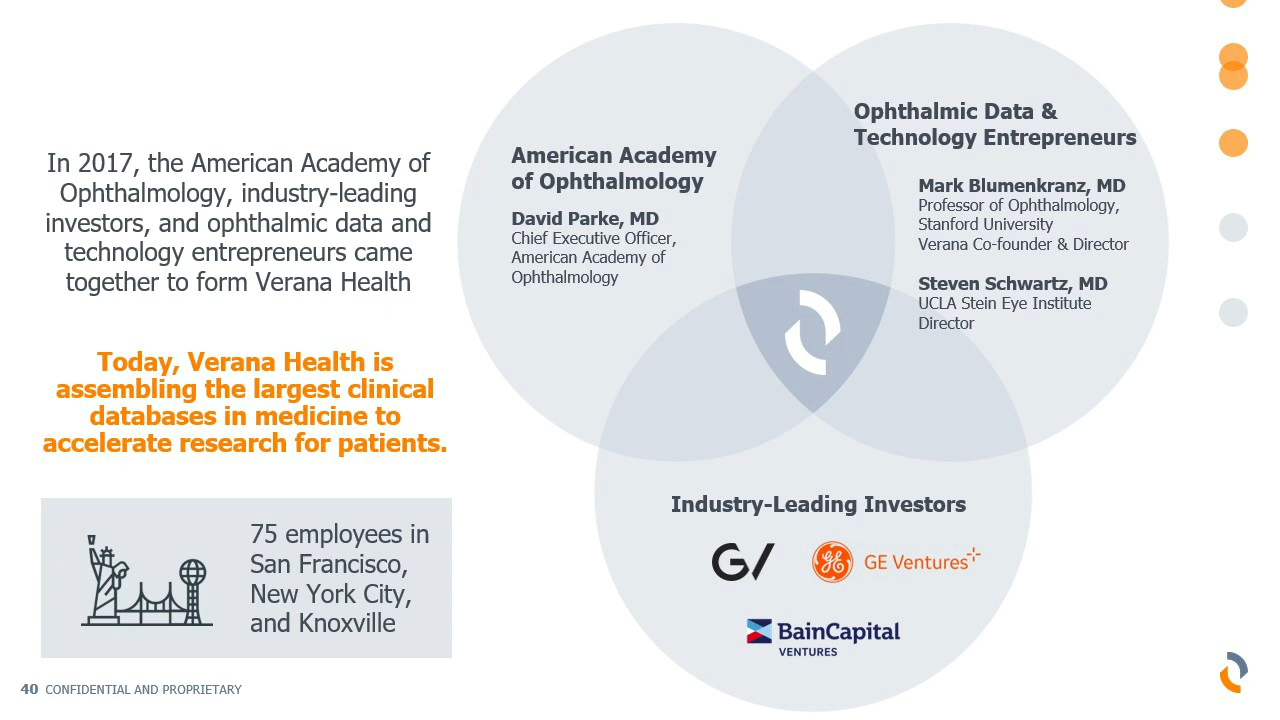 In 2017, the American Academy of
Ophthalmology, industry-leading
investors, and ophthalmic data and
technology entrepreneurs came
together to form Verana Health
Today, Verana Health is
assembling the largest clinical
databases in medicine to
accelerate research for patients.
75 employees in
San Francisco,
New York City,
and Knoxville
American Academy
of Ophthalmology
David Parke, MD
Chief Executive Officer,
American Academy of
Ophthalmology
Ophthalmic Data &
Technology Entrepreneurs
Mark Blumenkranz, MD
Professor of Ophthalmology,
Stanford University
Verana Co-founder & Director
Steven Schwartz, MD
UCLA Stein Eye Institute
Director
Industry-Leading Investors
G/
GE GE Ventures
BainCapital
VENTURES
40 CONFIDENTIAL AND PROPRIETARY